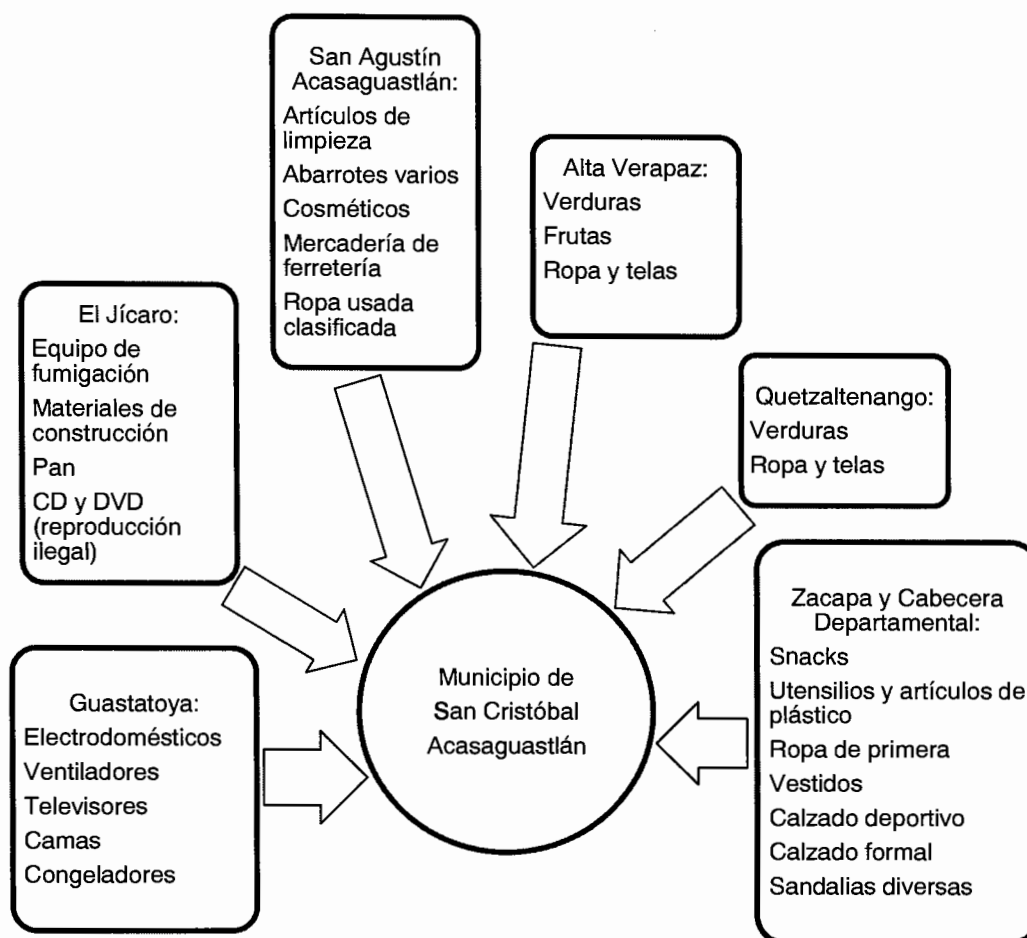 San Agustín
Acasaguastlán:
Artículos de
limpieza
Abarrotes varios
Cosméticos
Mercadería de
ferretería
Ropa usada
clasificada
Alta Verapaz:
Verduras
Frutas
Ropa y telas
El Jícaro:
Equipo de
fumigación
Materiales de
construcción
Pan
CD y DVD
(reproducción
ilegal)
Quetzaltenango:
Verduras
Ropa y telas
Guastatoya:
Electrodomésticos
Ventiladores
Televisores
Camas
Congeladores
Municipio de
San Cristóbal
Acasaguastlán
Zacapa y Cabecera
Departamental:
Snacks
Utensilios y artículos de
plástico
Ropa de primera
Vestidos
Calzado deportivo
Calzado formal
Sandalias diversas